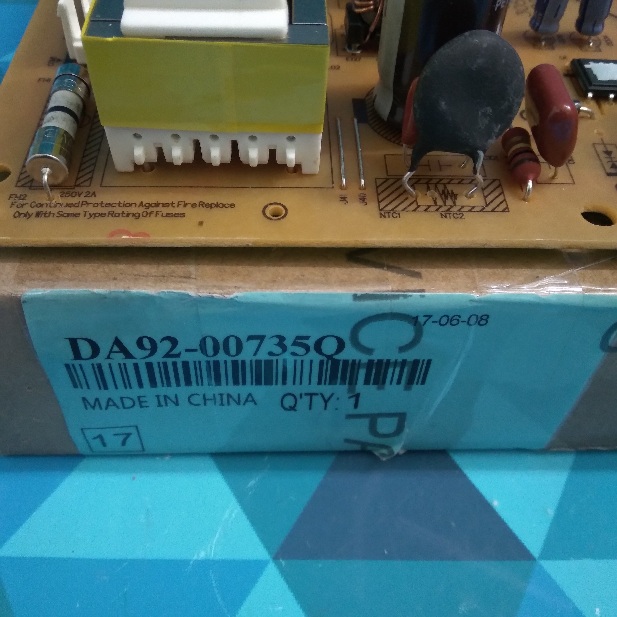 250V 2A
For Continued Protection Against Fire Replace
Only With Same Type Rating Of Fuses
NTC1 NTC2
17-06-08
DA92-00735Q
MADE IN CHINA Q'TY: 1
17